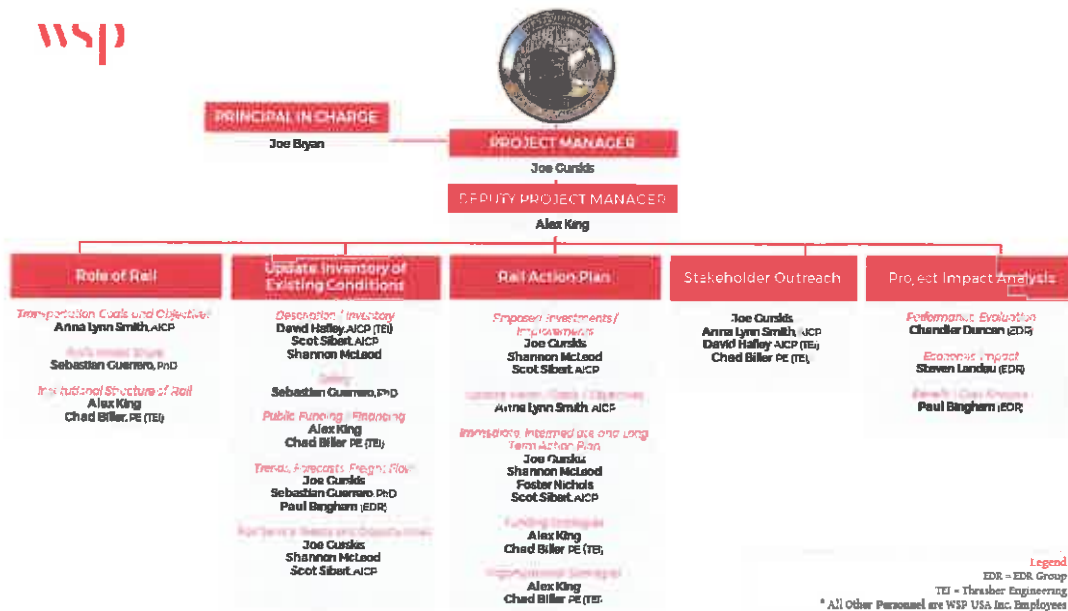 wsp
PRINCIPAL IN CHARGE
Joe Bryan
PROJECT MANAGER
Joe Gurskis
DEPUTY PROJECT MANAGER
Alex King
Role of Rail
Transportation Goals and Objectives
Anna Lynn Smith, AICP
Sebastian Guerrero, PhD
Institutional Structure of Rail
Alex King
Chad Biller, PE (TEI)
Update Inventory of
Existing Conditions
Description / Inventory
David Hafley, AICP (TEI)
Scot Sibert, AICP
Shannon McLeod
Sebastian Guerrero, PhD
Public Funding / Financing
Alex King
Chad Biller PE (TEI)
Trends, Forecasts, Freight Flow
Joe Gurskis
Sebastian Guerrero, PhD
Paul Bingham (EDR)
Joe Gurskis
Shannon McLeod
Scot Sibert, AICP
Rail Action Plan
Proposed Investments /
Improvements
Joe Gurskis
Shannon McLeod
Scot Sibert, AICP
Anna Lynn Smith, AICP
Immediate, Intermediate and Long
Term Action Plan
Joe Gurskis
Shannon McLeod
Foster Nichols
Scot Sibert, AICP
Funding Strategies
Alex King
Chad Biller PE (TEI)
Alex King
Chad Biller PE (TEI)
Stakeholder Outreach
Joe Gurskis
Anna Lynn Smith, AICP
David Hafley AICP (TEI)
Chad Biller PE (TEI)
Project Impact Analysis
Performance Evaluation
Chandler Duncan (EDR)
Economic Impact
Steven Landau (EDR)
Paul Bingham (EDR)
Legend
EDR = EDR Group
TEI = Thrasher Engineering
* All Other Personnel are WSP USA Inc. Employees